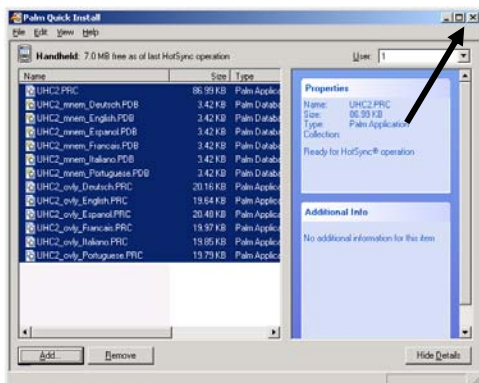 Palm Quick Install
File Edit View Help
Handheld: 7.0 MB free as of last HotSync operation
User: 1
Name Size Type
UHC2.PRC 86.99 KB Palm Applica
UHC2_mnem_Deutsch.PDB 3.42 KB Palm Databa
UHC2_mnem_English.PDB 3.42 KB Palm Databa
UHC2_mnem_Espanol.PDB 3.42 KB Palm Databa
UHC2_mnem_Francais.PDB 3.42 KB Palm Databa
UHC2_mnem_Italiano.PDB 3.42 KB Palm Databa
UHC2_mnem_Portuguese.PDB 3.42 KB Palm Databa
UHC2_ovly_Deutsch.PRC 20.16 KB Palm Applica
UHC2_ovly_English.PRC 19.64 KB Palm Applica
UHC2_ovly_Espanol.PRC 20.48 KB Palm Applica
UHC2_ovly_Francais.PRC 19.97 KB Palm Applica
UHC2_ovly_Italiano.PRC 19.85 KB Palm Applica
UHC2_ovly_Portuguese.PRC 19.79 KB Palm Applica
Properties
Name: UHC2.PRC
Size: 86.99 KB
Type: Palm Application
Collection:
Ready for HotSync® operation
Additional Info
No additional information for this item
Add... Remove Hide Details